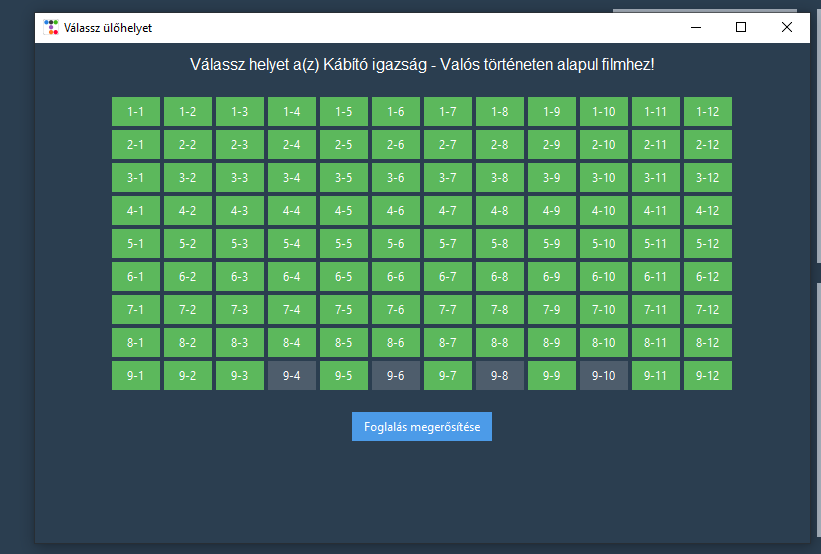 Válassz ülőhelyet
Válassz helyet a(z) Kábító igazság - Valós történeten alapul filmhez!
1-1 1-2 1-3 1-4 1-5 1-6 1-7 1-8 1-9 1-10 1-11 1-12
2-1 2-2 2-3 2-4 2-5 2-6 2-7 2-8 2-9 2-10 2-11 2-12
3-1 3-2 3-3 3-4 3-5 3-6 3-7 3-8 3-9 3-10 3-11 3-12
4-1 4-2 4-3 4-4 4-5 4-6 4-7 4-8 4-9 4-10 4-11 4-12
5-1 5-2 5-3 5-4 5-5 5-6 5-7 5-8 5-9 5-10 5-11 5-12
6-1 6-2 6-3 6-4 6-5 6-6 6-7 6-8 6-9 6-10 6-11 6-12
7-1 7-2 7-3 7-4 7-5 7-6 7-7 7-8 7-9 7-10 7-11 7-12
8-1 8-2 8-3 8-4 8-5 8-6 8-7 8-8 8-9 8-10 8-11 8-12
9-1 9-2 9-3 9-4 9-5 9-6 9-7 9-8 9-9 9-10 9-11 9-12
Foglalás megerősítése